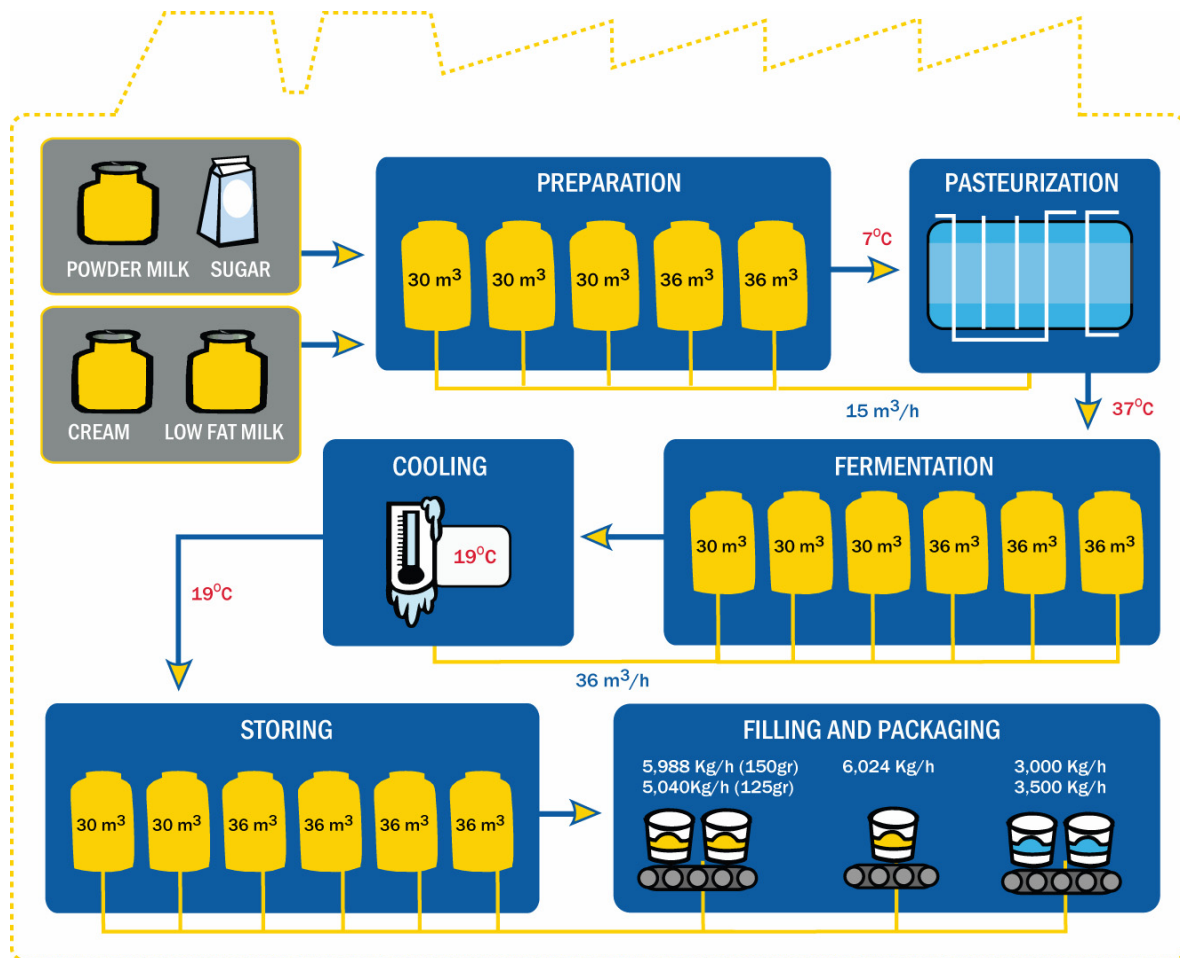 PREPARATION
PASTEURIZATION
POWDER MILK SUGAR
30 m³ 30 m³ 30 m³ 36 m³ 36 m³
7°C
CREAM LOW FAT MILK
15 m³/h
37°C
COOLING
FERMENTATION
19°C
30 m³ 30 m³ 30 m³ 36 m³ 36 m³ 36 m³
19°C
36 m³/h
STORING
30 m³ 30 m³ 36 m³ 36 m³ 36 m³ 36 m³
FILLING AND PACKAGING
5,988 Kg/h (150gr)
5,040Kg/h (125gr)
6,024 Kg/h
3,000 Kg/h
3,500 Kg/h